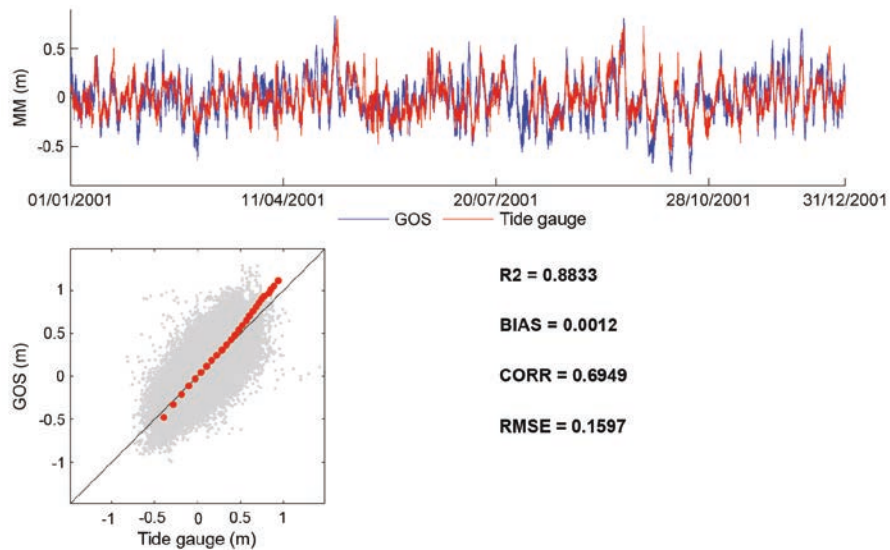 MM (m)
0.5
0
-0.5
01/01/2001 11/04/2001 20/07/2001 28/10/2001 31/12/2001
GOS Tide gauge
GOS (m)
1
0.5
0
-0.5
-1
-1 -0.5 0 0.5 1
Tide gauge (m)
R2 = 0.8833
BIAS = 0.0012
CORR = 0.6949
RMSE = 0.1597